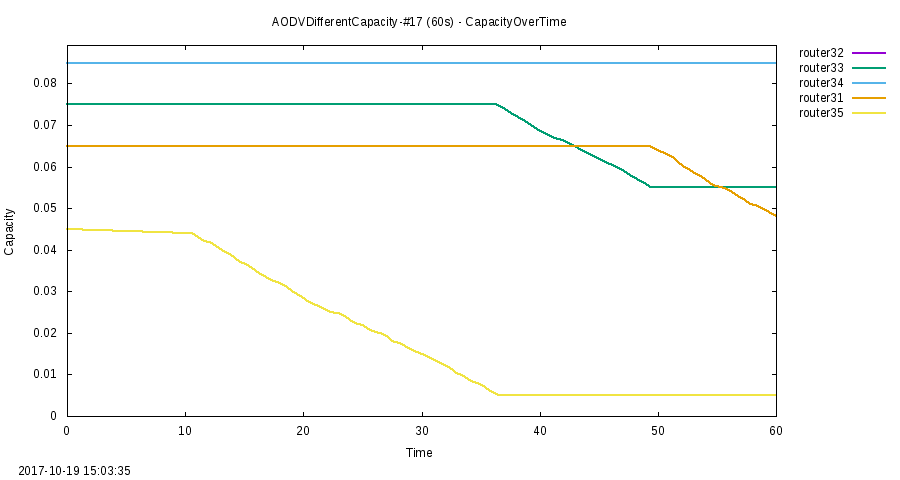 AODVDifferentCapacity-#17 (60s) - CapacityOverTime
router32
router33
router34
router31
router35
Capacity
0.08
0.07
0.06
0.05
0.04
0.03
0.02
0.01
0
0 10 20 30 40 50 60
Time
2017-10-19 15:03:35